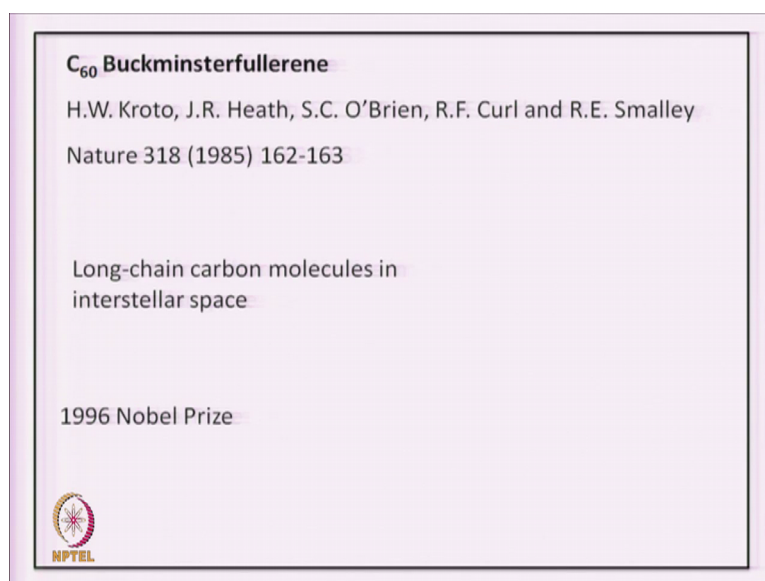 C60 Buckminsterfullerene
H.W. Kroto, J.R. Heath, S.C. O’Brien, R.F. Curl and R.E. Smalley
Nature 318 (1985) 162-163
Long-chain carbon molecules in
interstellar space
1996 Nobel Prize
NPTEL